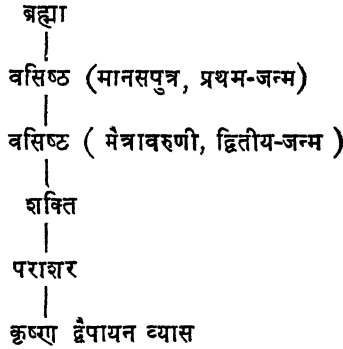 ब्रह्मा
वसिष्ठ (मानसपुत्र, प्रथम-जन्म)
वसिष्ठ ( मैत्रावरुणी, द्वितीय-जन्म )
शक्ति
पराशर
कृष्ण द्वैपायन व्यास